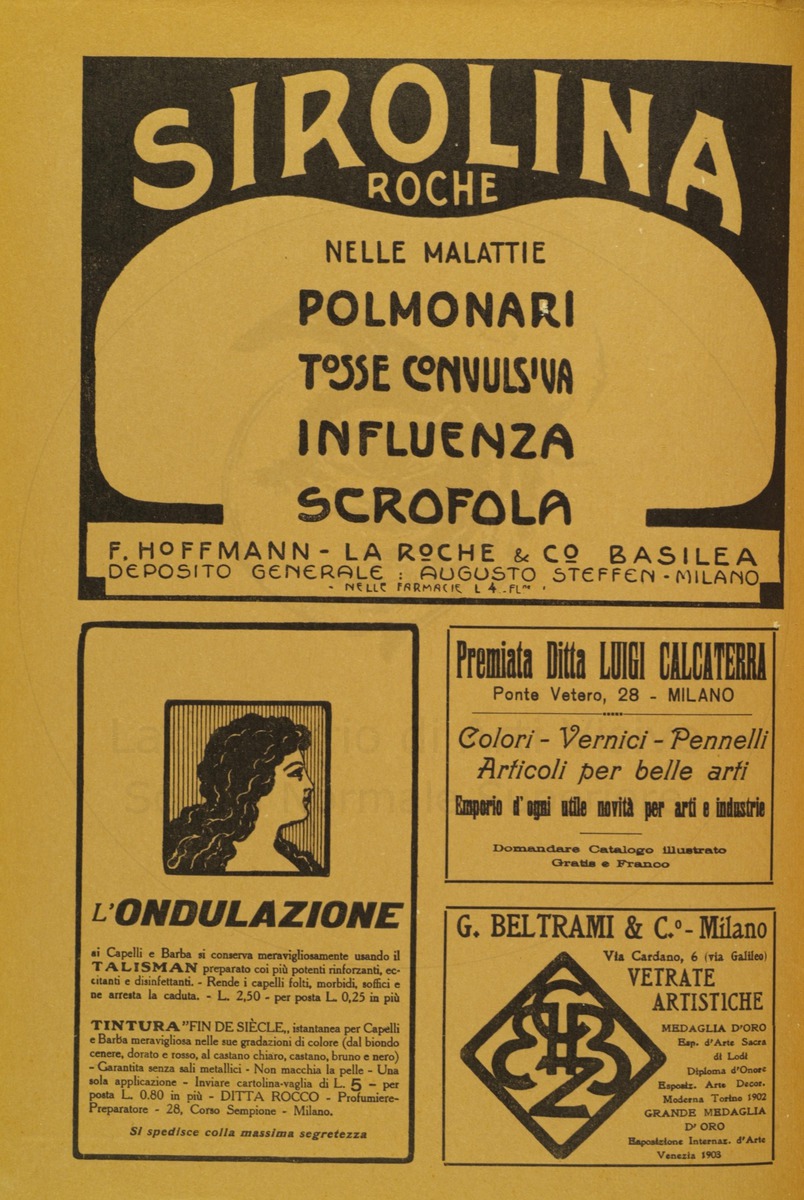 SIROLINA
ROCHE
NELLE MALATTIE
POLMONARI
TOSSE CONVULSIVA
INFLUENZA
SCROFOLA
F. HOFFMANN - LA ROCHE & Co BASILEA
DEPOSITO GENERALE : AUGUSTO STEFFEN - MILANO
- NELLE FARMACIE L 4.-FL.
L'ONDULAZIONE
ai Capelli e Barba si conserva meravigliosamente usando il
TALISMAN preparato coi più potenti rinforzanti, ec-
citanti e disinfettanti. - Rende i capelli folti, morbidi, soffici e
ne arresta la caduta. - L. 2,50 - per posta L. 0,25 in più
TINTURA "FIN DE SIÈCLE„ istantanea per Capelli
e Barba meravigliosa nelle sue gradazioni di colore (dal biondo
cenere, dorato e rosso, al castano chiaro, castano, bruno e nero)
- Garantita senza sali metallici - Non macchia la pelle - Una
sola applicazione - Inviare cartolina-vaglia di L. 5 - per
posta L. 0.80 in più - DITTA ROCCO - Profumiere-
Preparatore - 28, Corso Sempione - Milano.
Si spedisce colla massima segretezza
Premiata Ditta LUIGI CALCATERRA
Ponte Vetero, 28 - MILANO
Colori - Vernici - Pennelli
Articoli per belle arti
Emporio d'ogni utile novità per arti e industrie
Domandare Catalogo illustrato
Gratis e Franco
G. BELTRAMI & C.º - Milano
Via Cardano, 6 (via Galileo)
VETRATE
ARTISTICHE
MEDAGLIA D'ORO
Esp. d'Arte Sacra
di Lodi
Diploma d'Onore
Esposiz. Arte Decor.
Moderna Torino 1902
GRANDE MEDAGLIA
D'ORO
Esposizione Internaz. d'Arte
Venezia 1903